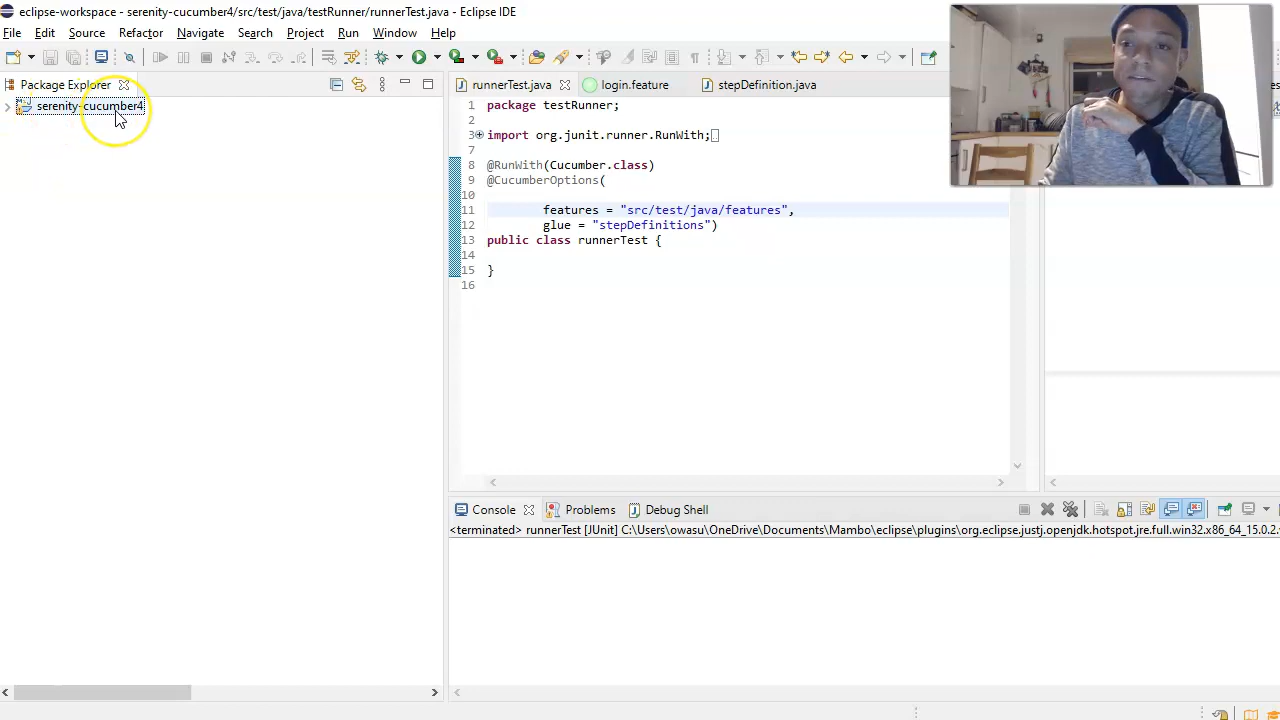 eclipse-workspace - serenity-cucumber4/src/test/java/testRunner/runnerTest.java - Eclipse IDE
File Edit Source Refactor Navigate Search Project Run Window Help
Package Explorer
serenity-cucumber4
runnerTest.java login.feature stepDefinition.java
1 package testRunner;
2
3 import org.junit.runner.RunWith;
7
8 @RunWith(Cucumber.class)
9 @CucumberOptions(
10
11 features = "src/test/java/features",
12 glue = "stepDefinitions")
13 public class runnerTest {
14
15 }
16
Console Problems Debug Shell
<terminated> runnerTest [JUnit] C:\Users\owasu\OneDrive\Documents\Mambo\eclipse\plugins\org.eclipse.justj.openjdk.hotspot.jre.full.win32.x86_64_15.0.2.